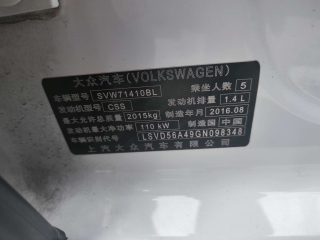 大众汽车(VOLKSWAGEN)
车辆型号 SVW71410BL 乘坐人数 5
发动机型号 CSS 发动机排量 1.4 L
最大允许总质量 2015kg 制造年月 2016.08
发动机最大净功率 110 kW 制造国 中国
车辆识别代号 LSVD56A49GN098348
上汽大众汽车有限公司